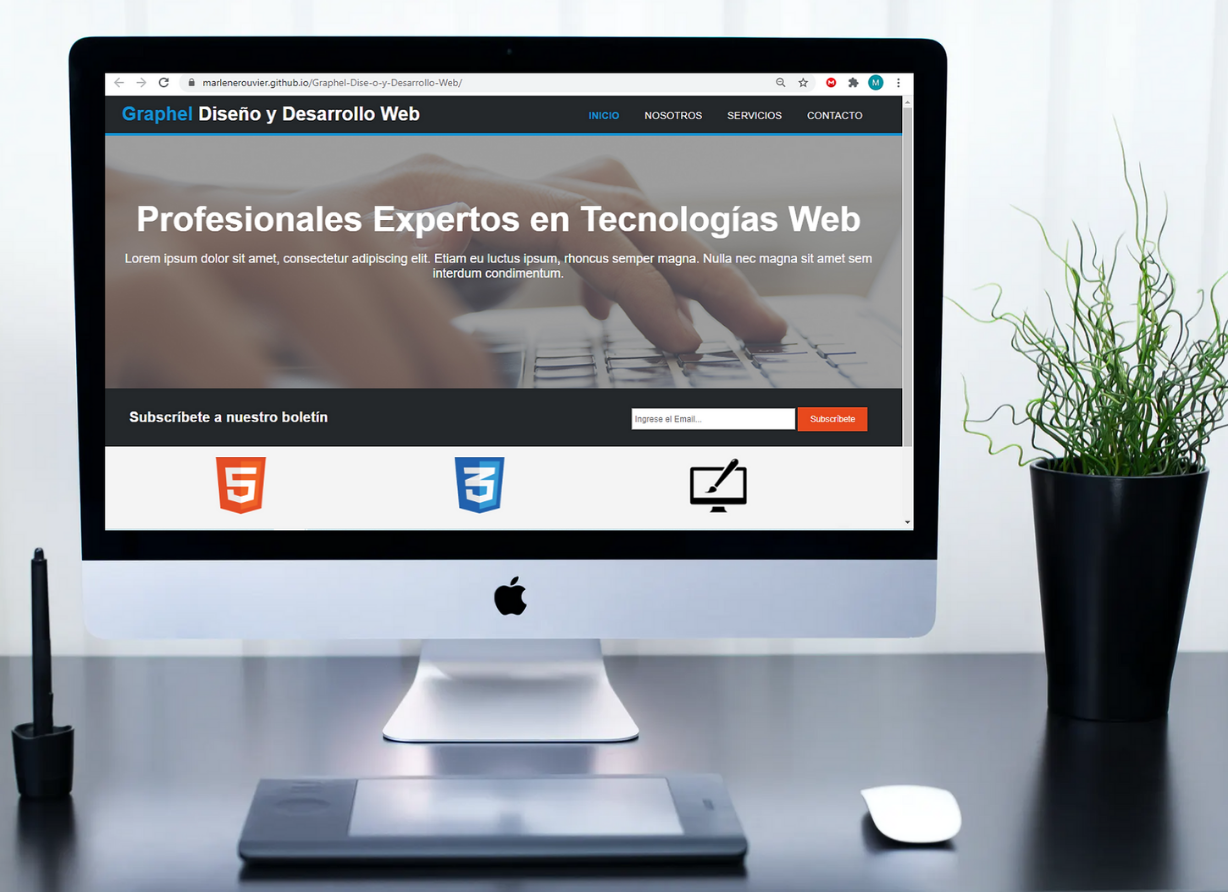 marlenerouvier.github.io/Graphel-Dise-o-y-Desarrollo-Web/
M
M
Graphel Diseño y Desarrollo Web
INICIO
NOSOTROS
SERVICIOS
CONTACTO
Profesionales Expertos en Tecnologías Web
Lorem ipsum dolor sit amet, consectetur adipiscing elit. Etiam eu luctus ipsum, rhoncus semper magna. Nulla nec magna sit amet sem
interdum condimentum.
Subscríbete a nuestro boletín
Ingrese el Email...
Subscribete
5
3